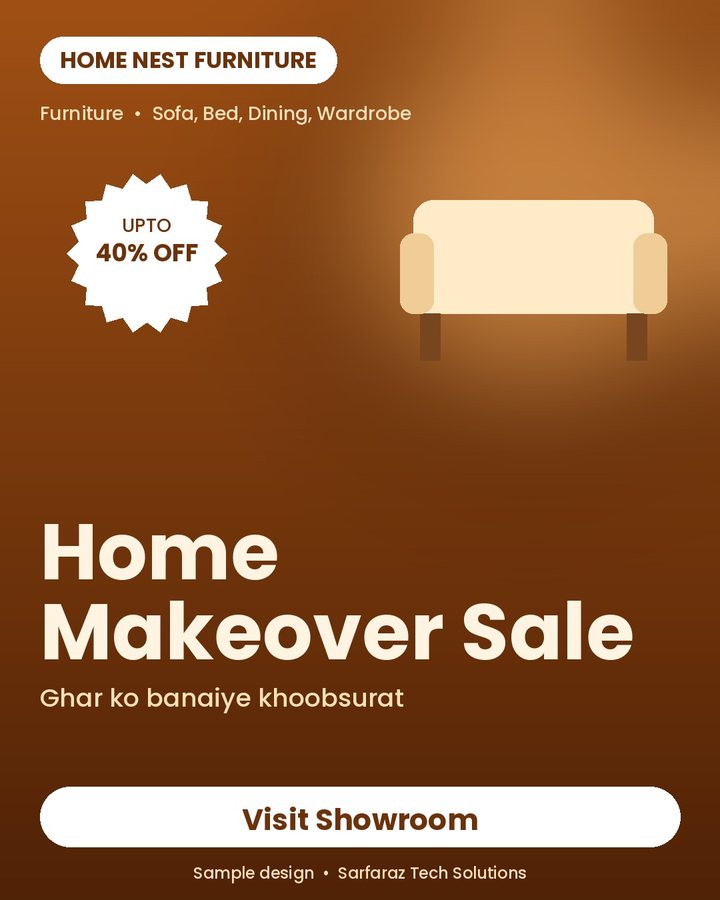 HOME NEST FURNITURE
Furniture • Sofa, Bed, Dining, Wardrobe
UPTO
40% OFF
Home
Makeover Sale
Ghar ko banaiye khoobsurat
Visit Showroom
Sample design • Sarfaraz Tech Solutions